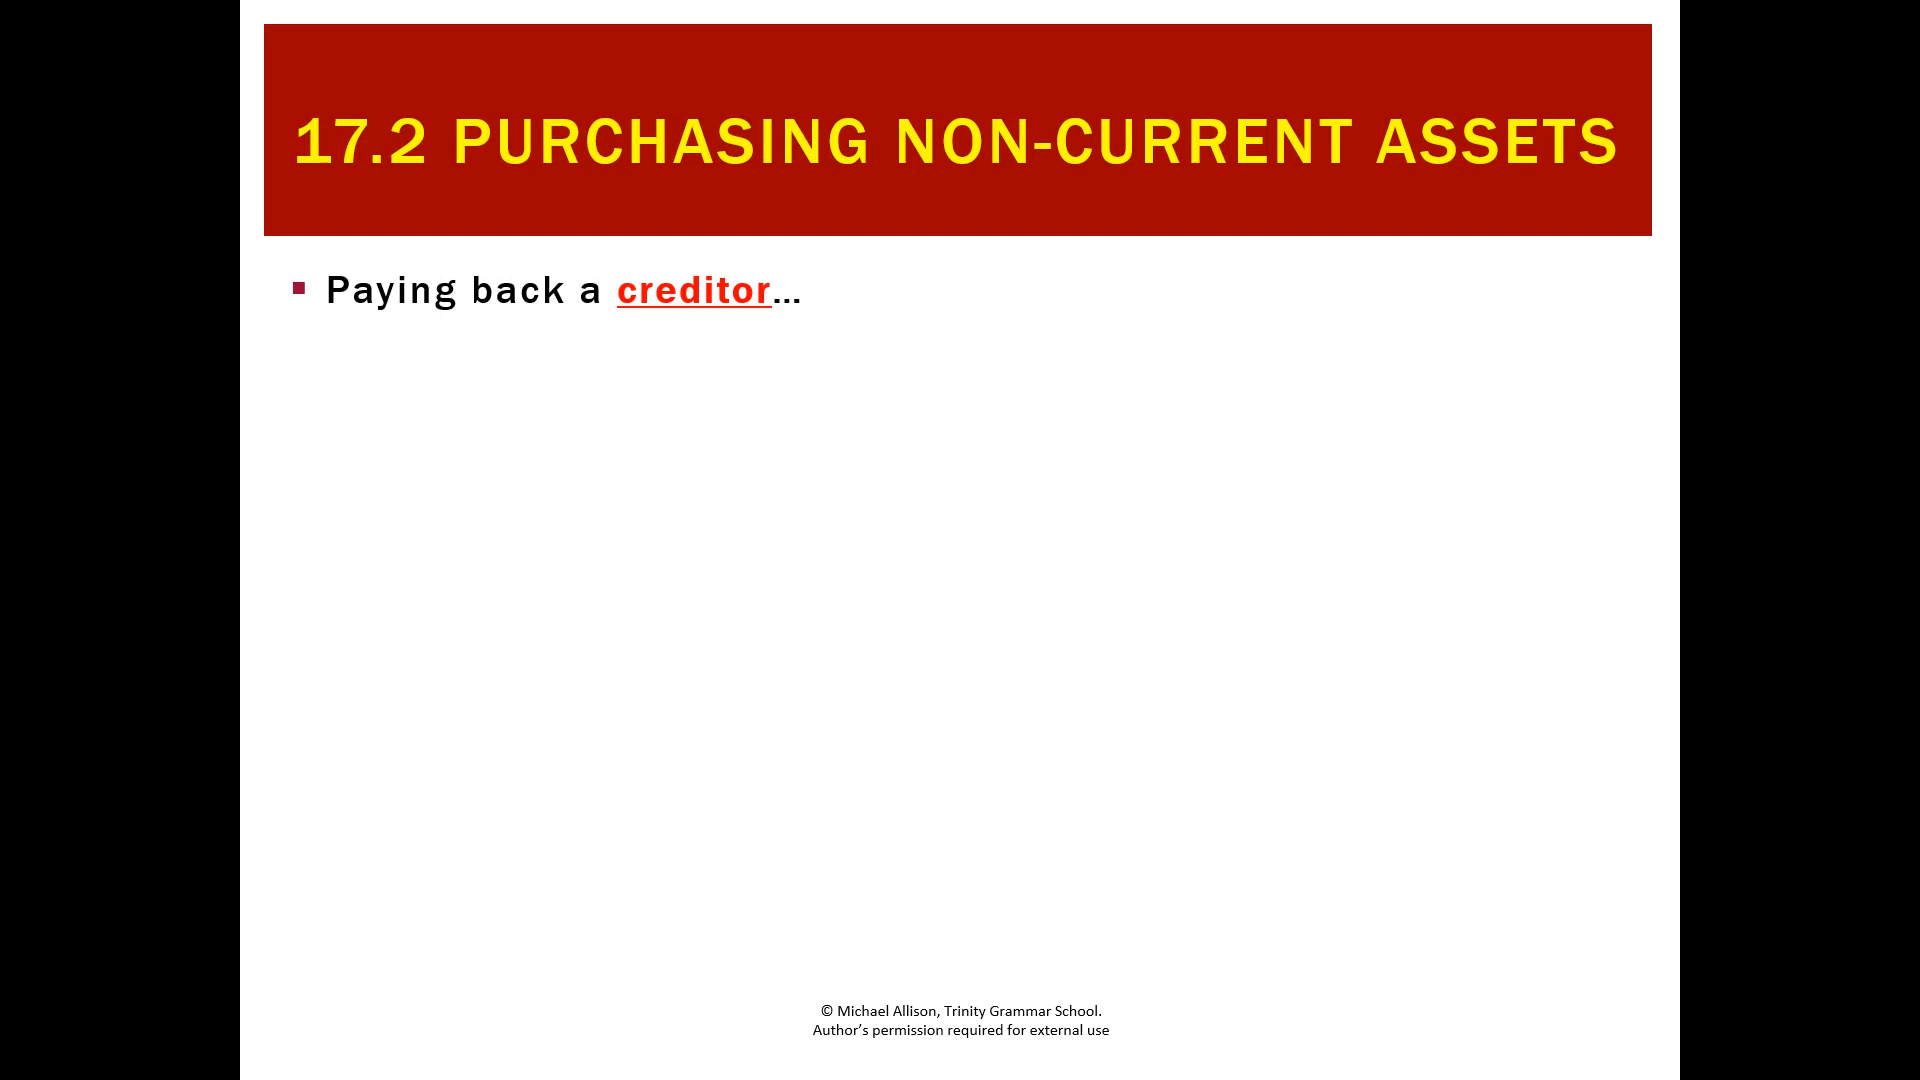 17.2 PURCHASING NON-CURRENT ASSETS
▪ Paying back a creditor…
© Michael Allison, Trinity Grammar School.
Author’s permission required for external use